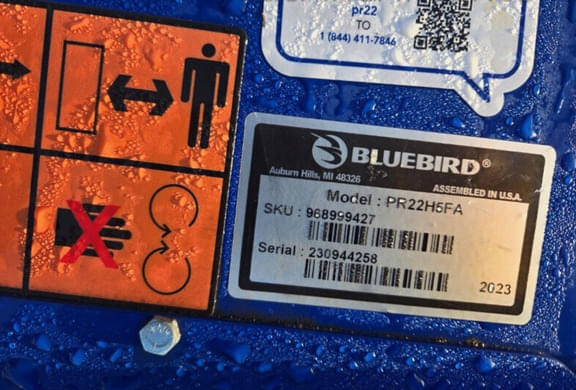 pr22
TO
1 (844) 411-7846
BLUEBIRD®
Auburn Hills, MI 48326
ASSEMBLED IN U.S.A.
Model : PR22H5FA
SKU : 968999427
Serial : 230944258
2023